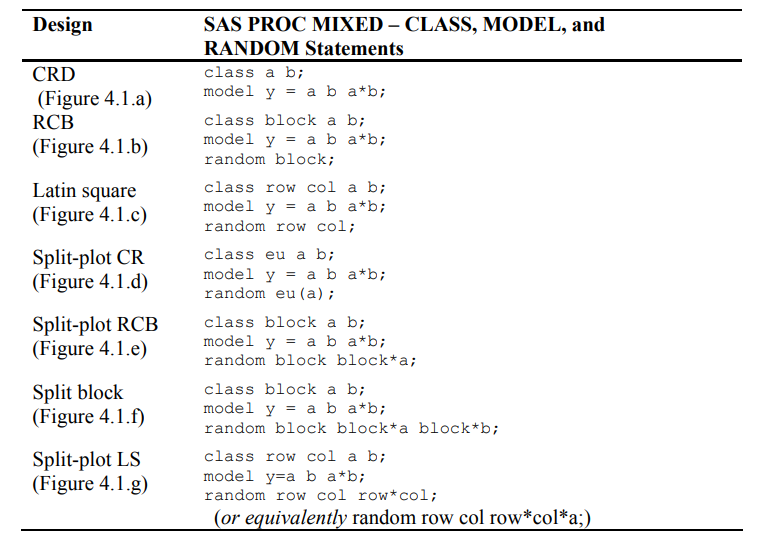 Design SAS PROC MIXED – CLASS, MODEL, and
RANDOM Statements
CRD class a b;
(Figure 4.1.a) model y = a b a*b;
RCB class block a b;
(Figure 4.1.b) model y = a b a*b;
random block;
Latin square class row col a b;
(Figure 4.1.c) model y = a b a*b;
random row col;
Split-plot CR class eu a b;
(Figure 4.1.d) model y = a b a*b;
random eu(a);
Split-plot RCB class block a b;
(Figure 4.1.e) model y = a b a*b;
random block block*a;
Split block class block a b;
(Figure 4.1.f) model y = a b a*b;
random block block*a block*b;
Split-plot LS class row col a b;
(Figure 4.1.g) model y=a b a*b;
random row col row*col;
(or equivalently random row col row*col*a;)